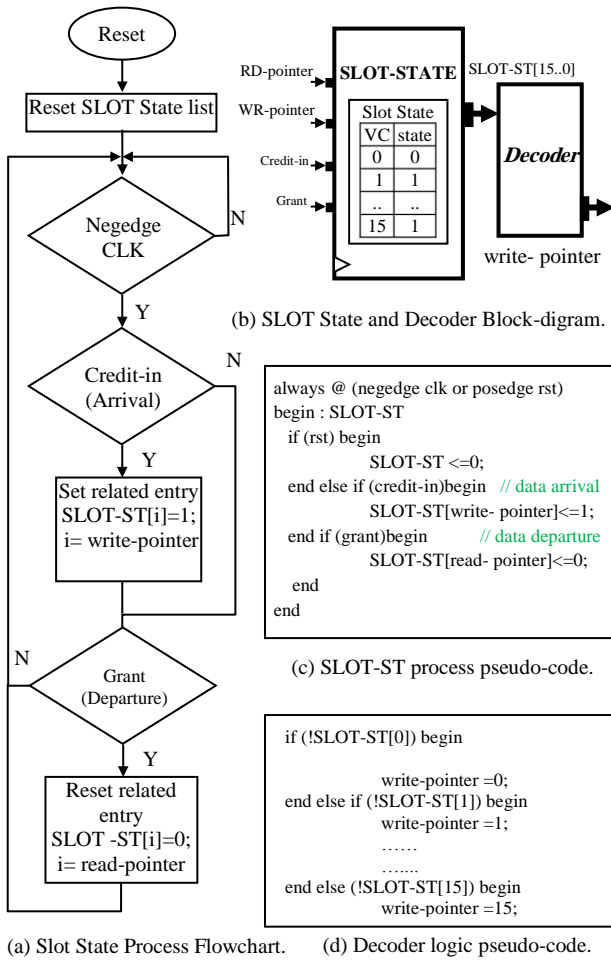 Reset
Reset SLOT State list
Negedge
CLK
N
Y
Credit-in
(Arrival)
N
Y
Set related entry
SLOT-ST[i]=1;
i= write-pointer
N
Grant
(Departure)
Y
Reset related
entry
SLOT -ST[i]=0;
i= read-pointer
(a) Slot State Process Flowchart.
RD-pointer
WR-pointer
Credit-in
Grant
SLOT-STATE
Slot State
VC state
0 0
1 1
.. ..
15 1
SLOT-ST[15..0]
Decoder
write- pointer
(b) SLOT State and Decoder Block-digram.
always @ (negedge clk or posedge rst)
begin : SLOT-ST
if (rst) begin
SLOT-ST <=0;
end else if (credit-in)begin // data arrival
SLOT-ST[write- pointer]<=1;
end if (grant)begin // data departure
SLOT-ST[read- pointer]<=0;
end
end
(c) SLOT-ST process pseudo-code.
if (!SLOT-ST[0]) begin
write-pointer =0;
end else if (!SLOT-ST[1]) begin
write-pointer =1;
……
…....
end else (!SLOT-ST[15]) begin
write-pointer =15;
(d) Decoder logic pseudo-code.